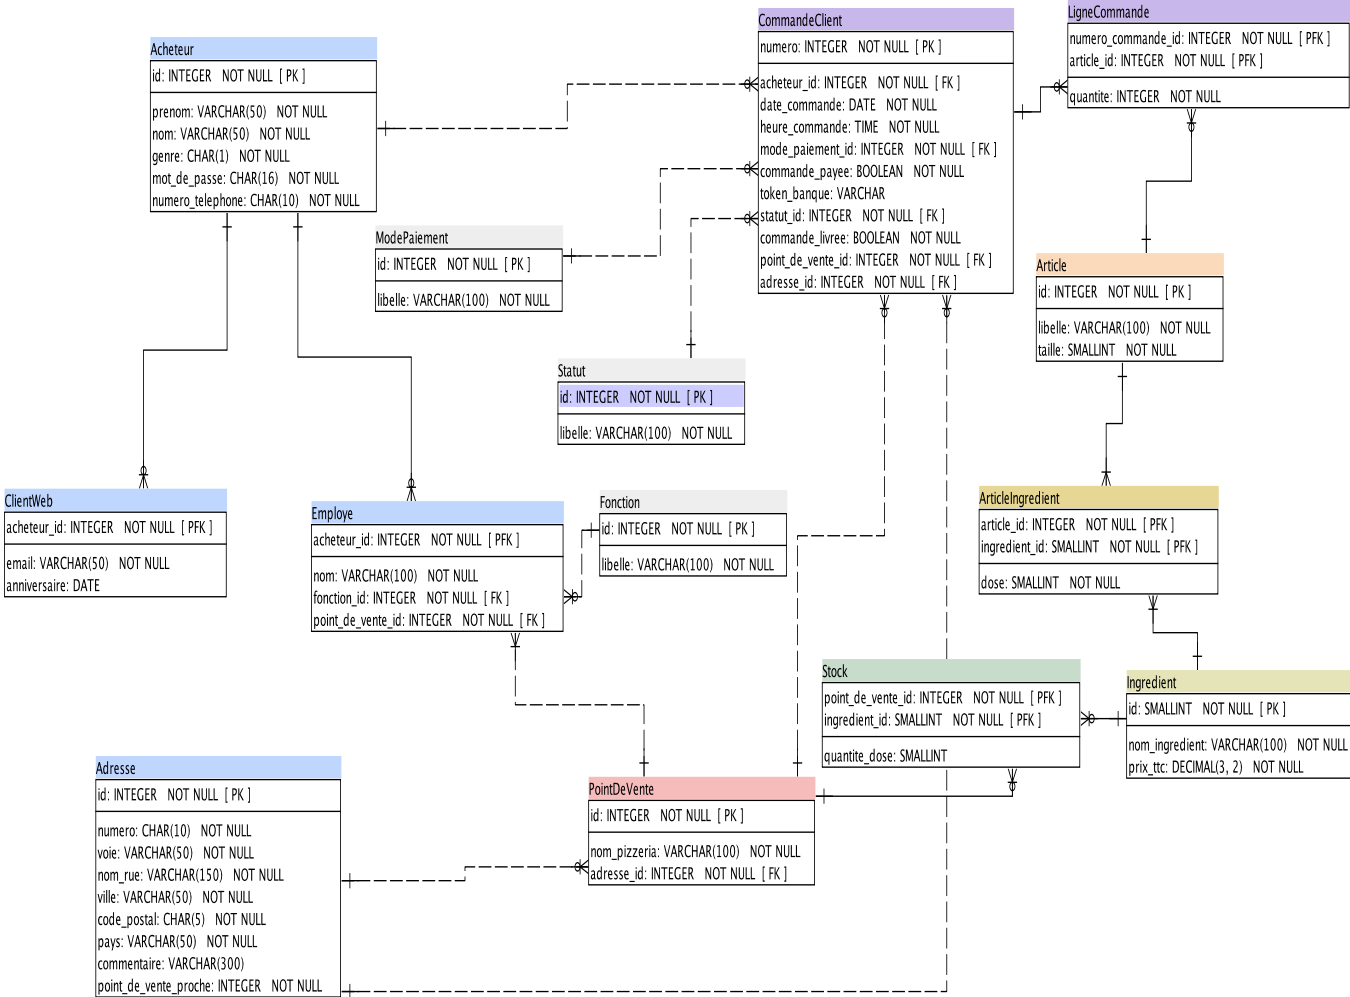 Acheteur
id: INTEGER NOT NULL [ PK ]
prenom: VARCHAR(50) NOT NULL
nom: VARCHAR(50) NOT NULL
genre: CHAR(1) NOT NULL
mot_de_passe: CHAR(16) NOT NULL
numero_telephone: CHAR(10) NOT NULL
CommandeClient
numero: INTEGER NOT NULL [ PK ]
acheteur_id: INTEGER NOT NULL [ FK ]
date_commande: DATE NOT NULL
heure_commande: TIME NOT NULL
mode_paiement_id: INTEGER NOT NULL [ FK ]
commande_payee: BOOLEAN NOT NULL
token_banque: VARCHAR
statut_id: INTEGER NOT NULL [ FK ]
commande_livree: BOOLEAN NOT NULL
point_de_vente_id: INTEGER NOT NULL [ FK ]
adresse_id: INTEGER NOT NULL [ FK ]
LigneCommande
numero_commande_id: INTEGER NOT NULL [ PFK ]
article_id: INTEGER NOT NULL [ PFK ]
quantite: INTEGER NOT NULL
ModePaiement
id: INTEGER NOT NULL [ PK ]
libelle: VARCHAR(100) NOT NULL
Article
id: INTEGER NOT NULL [ PK ]
libelle: VARCHAR(100) NOT NULL
taille: SMALLINT NOT NULL
Statut
id: INTEGER NOT NULL [ PK ]
libelle: VARCHAR(100) NOT NULL
ClientWeb
acheteur_id: INTEGER NOT NULL [ PFK ]
email: VARCHAR(50) NOT NULL
anniversaire: DATE
Employe
acheteur_id: INTEGER NOT NULL [ PFK ]
nom: VARCHAR(100) NOT NULL
fonction_id: INTEGER NOT NULL [ FK ]
point_de_vente_id: INTEGER NOT NULL [ FK ]
Fonction
id: INTEGER NOT NULL [ PK ]
libelle: VARCHAR(100) NOT NULL
ArticleIngredient
article_id: INTEGER NOT NULL [ PFK ]
ingredient_id: SMALLINT NOT NULL [ PFK ]
dose: SMALLINT NOT NULL
Stock
point_de_vente_id: INTEGER NOT NULL [ PFK ]
ingredient_id: SMALLINT NOT NULL [ PFK ]
quantite_dose: SMALLINT
Ingredient
id: SMALLINT NOT NULL [ PK ]
nom_ingredient: VARCHAR(100) NOT NULL
prix_ttc: DECIMAL(3, 2) NOT NULL
Adresse
id: INTEGER NOT NULL [ PK ]
numero: CHAR(10) NOT NULL
voie: VARCHAR(50) NOT NULL
nom_rue: VARCHAR(150) NOT NULL
ville: VARCHAR(50) NOT NULL
code_postal: CHAR(5) NOT NULL
pays: VARCHAR(50) NOT NULL
commentaire: VARCHAR(300)
point_de_vente_proche: INTEGER NOT NULL
PointDeVente
id: INTEGER NOT NULL [ PK ]
nom_pizzeria: VARCHAR(100) NOT NULL
adresse_id: INTEGER NOT NULL [ FK ]